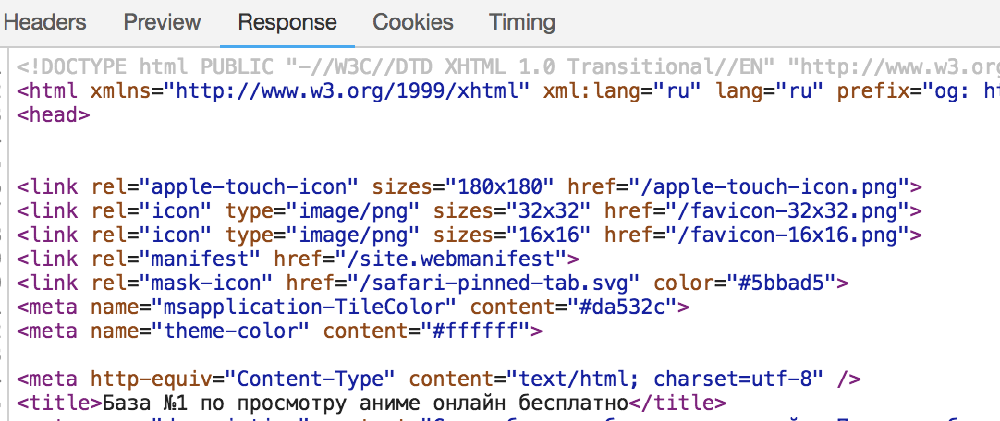 Headers Preview Response Cookies Timing
<!DOCTYPE html PUBLIC "-//W3C//DTD XHTML 1.0 Transitional//EN" "http://www.w3.org
<html xmlns="http://www.w3.org/1999/xhtml" xml:lang="ru" lang="ru" prefix="og: ht
<head>
<link rel="apple-touch-icon" sizes="180x180" href="/apple-touch-icon.png">
<link rel="icon" type="image/png" sizes="32x32" href="/favicon-32x32.png">
<link rel="icon" type="image/png" sizes="16x16" href="/favicon-16x16.png">
<link rel="manifest" href="/site.webmanifest">
<link rel="mask-icon" href="/safari-pinned-tab.svg" color="#5bbad5">
<meta name="msapplication-TileColor" content="#da532c">
<meta name="theme-color" content="#ffffff">
<meta http-equiv="Content-Type" content="text/html; charset=utf-8" />
<title>База №1 по просмотру аниме онлайн бесплатно</title>